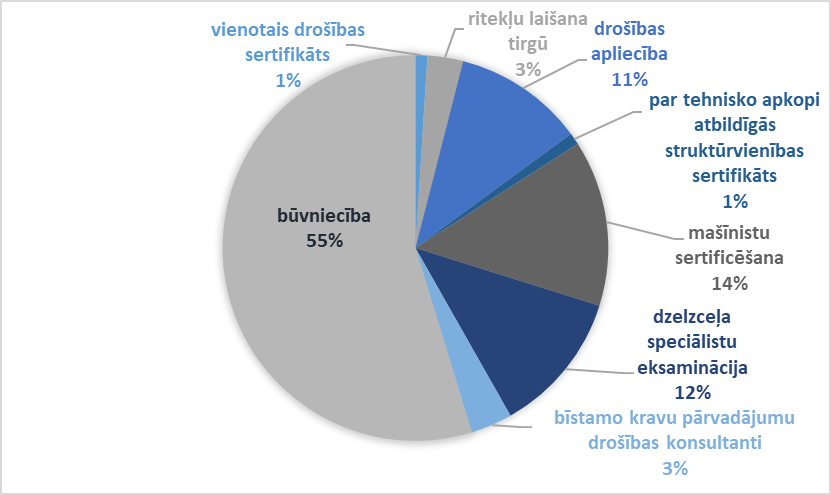 vienotais drošības
sertifikāts
1%
ritekļu laišana
tirgū
3%
drošības
apliecība
11%
par tehnisko apkopi
atbildīgās
struktūrvienības
sertifikāts
1%
mašīnistu
sertificēšana
14%
dzelzceļa
speciālistu
eksaminācija
12%
bīstamo kravu pārvadājumu
drošības konsultanti
3%
būvniecība
55%